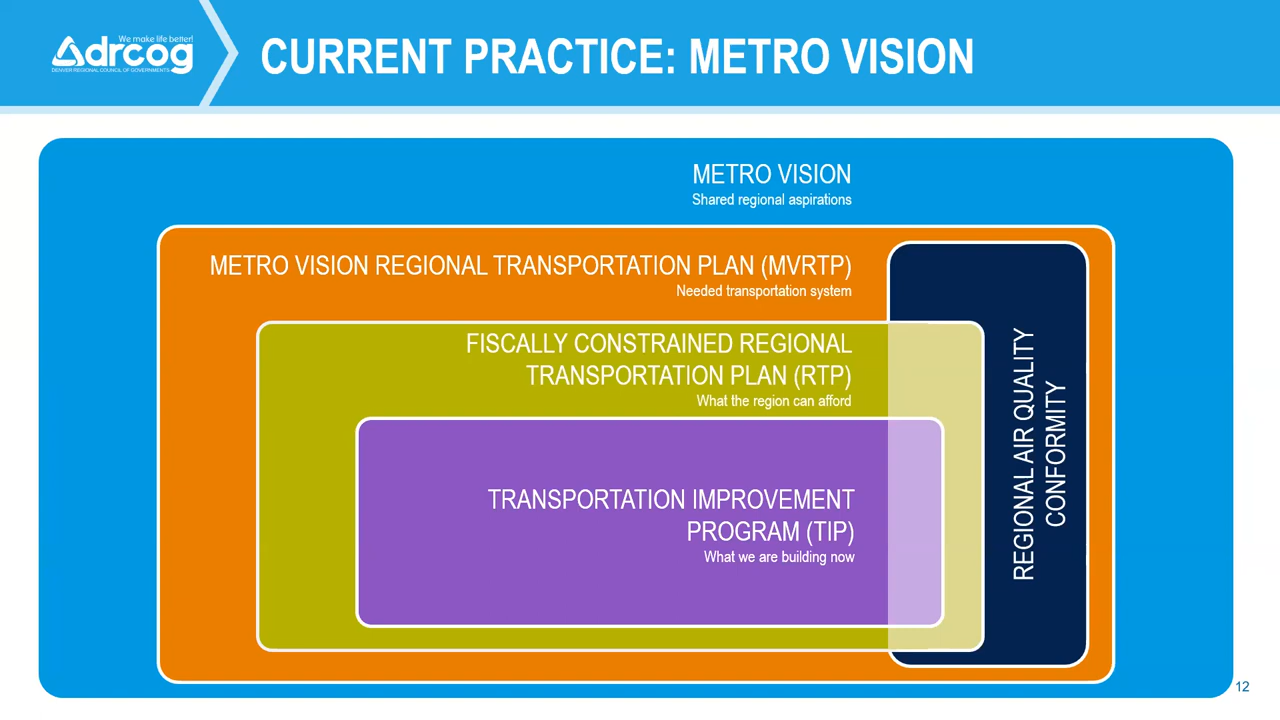 We make life better!
drcog
DENVER REGIONAL COUNCIL OF GOVERNMENTS
CURRENT PRACTICE: METRO VISION
METRO VISION
Shared regional aspirations
METRO VISION REGIONAL TRANSPORTATION PLAN (MVRTP)
Needed transportation system
FISCALLY CONSTRAINED REGIONAL
TRANSPORTATION PLAN (RTP)
What the region can afford
TRANSPORTATION IMPROVEMENT
PROGRAM (TIP)
What we are building now
REGIONAL AIR QUALITY
CONFORMITY
12